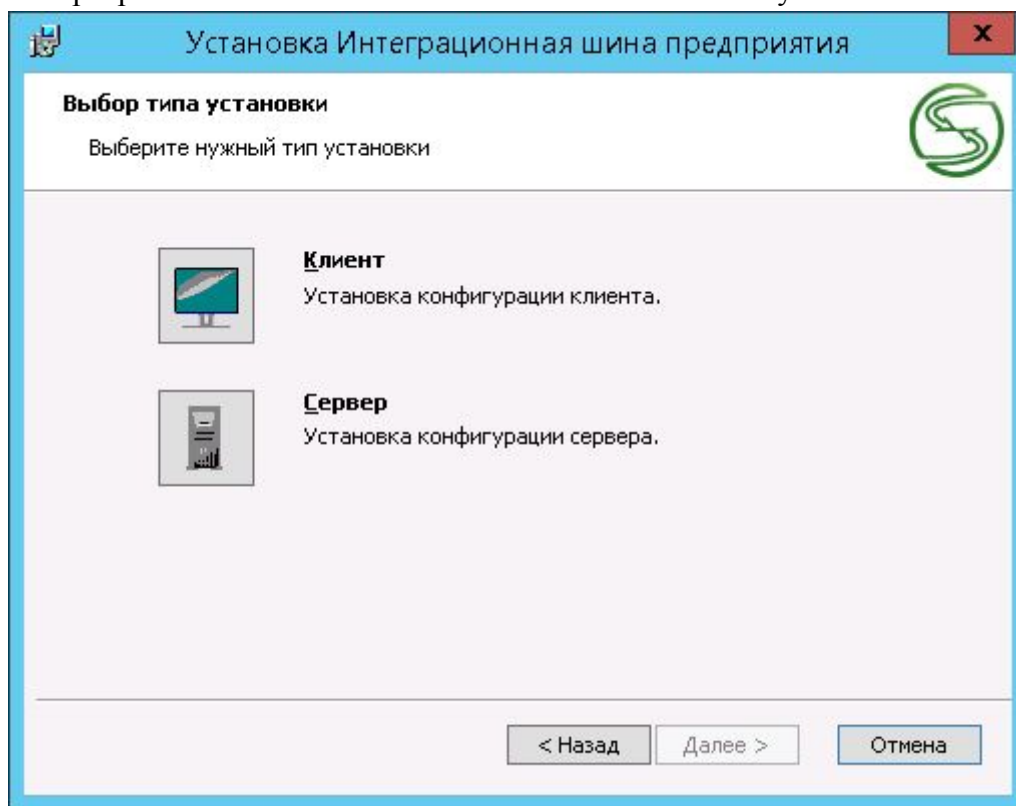 Установка Интеграционная шина предприятия
x
Выбор типа установки
Выберите нужный тип установки
Клиент
Установка конфигурации клиента.
Сервер
Установка конфигурации сервера.
< Назад Далее > Отмена